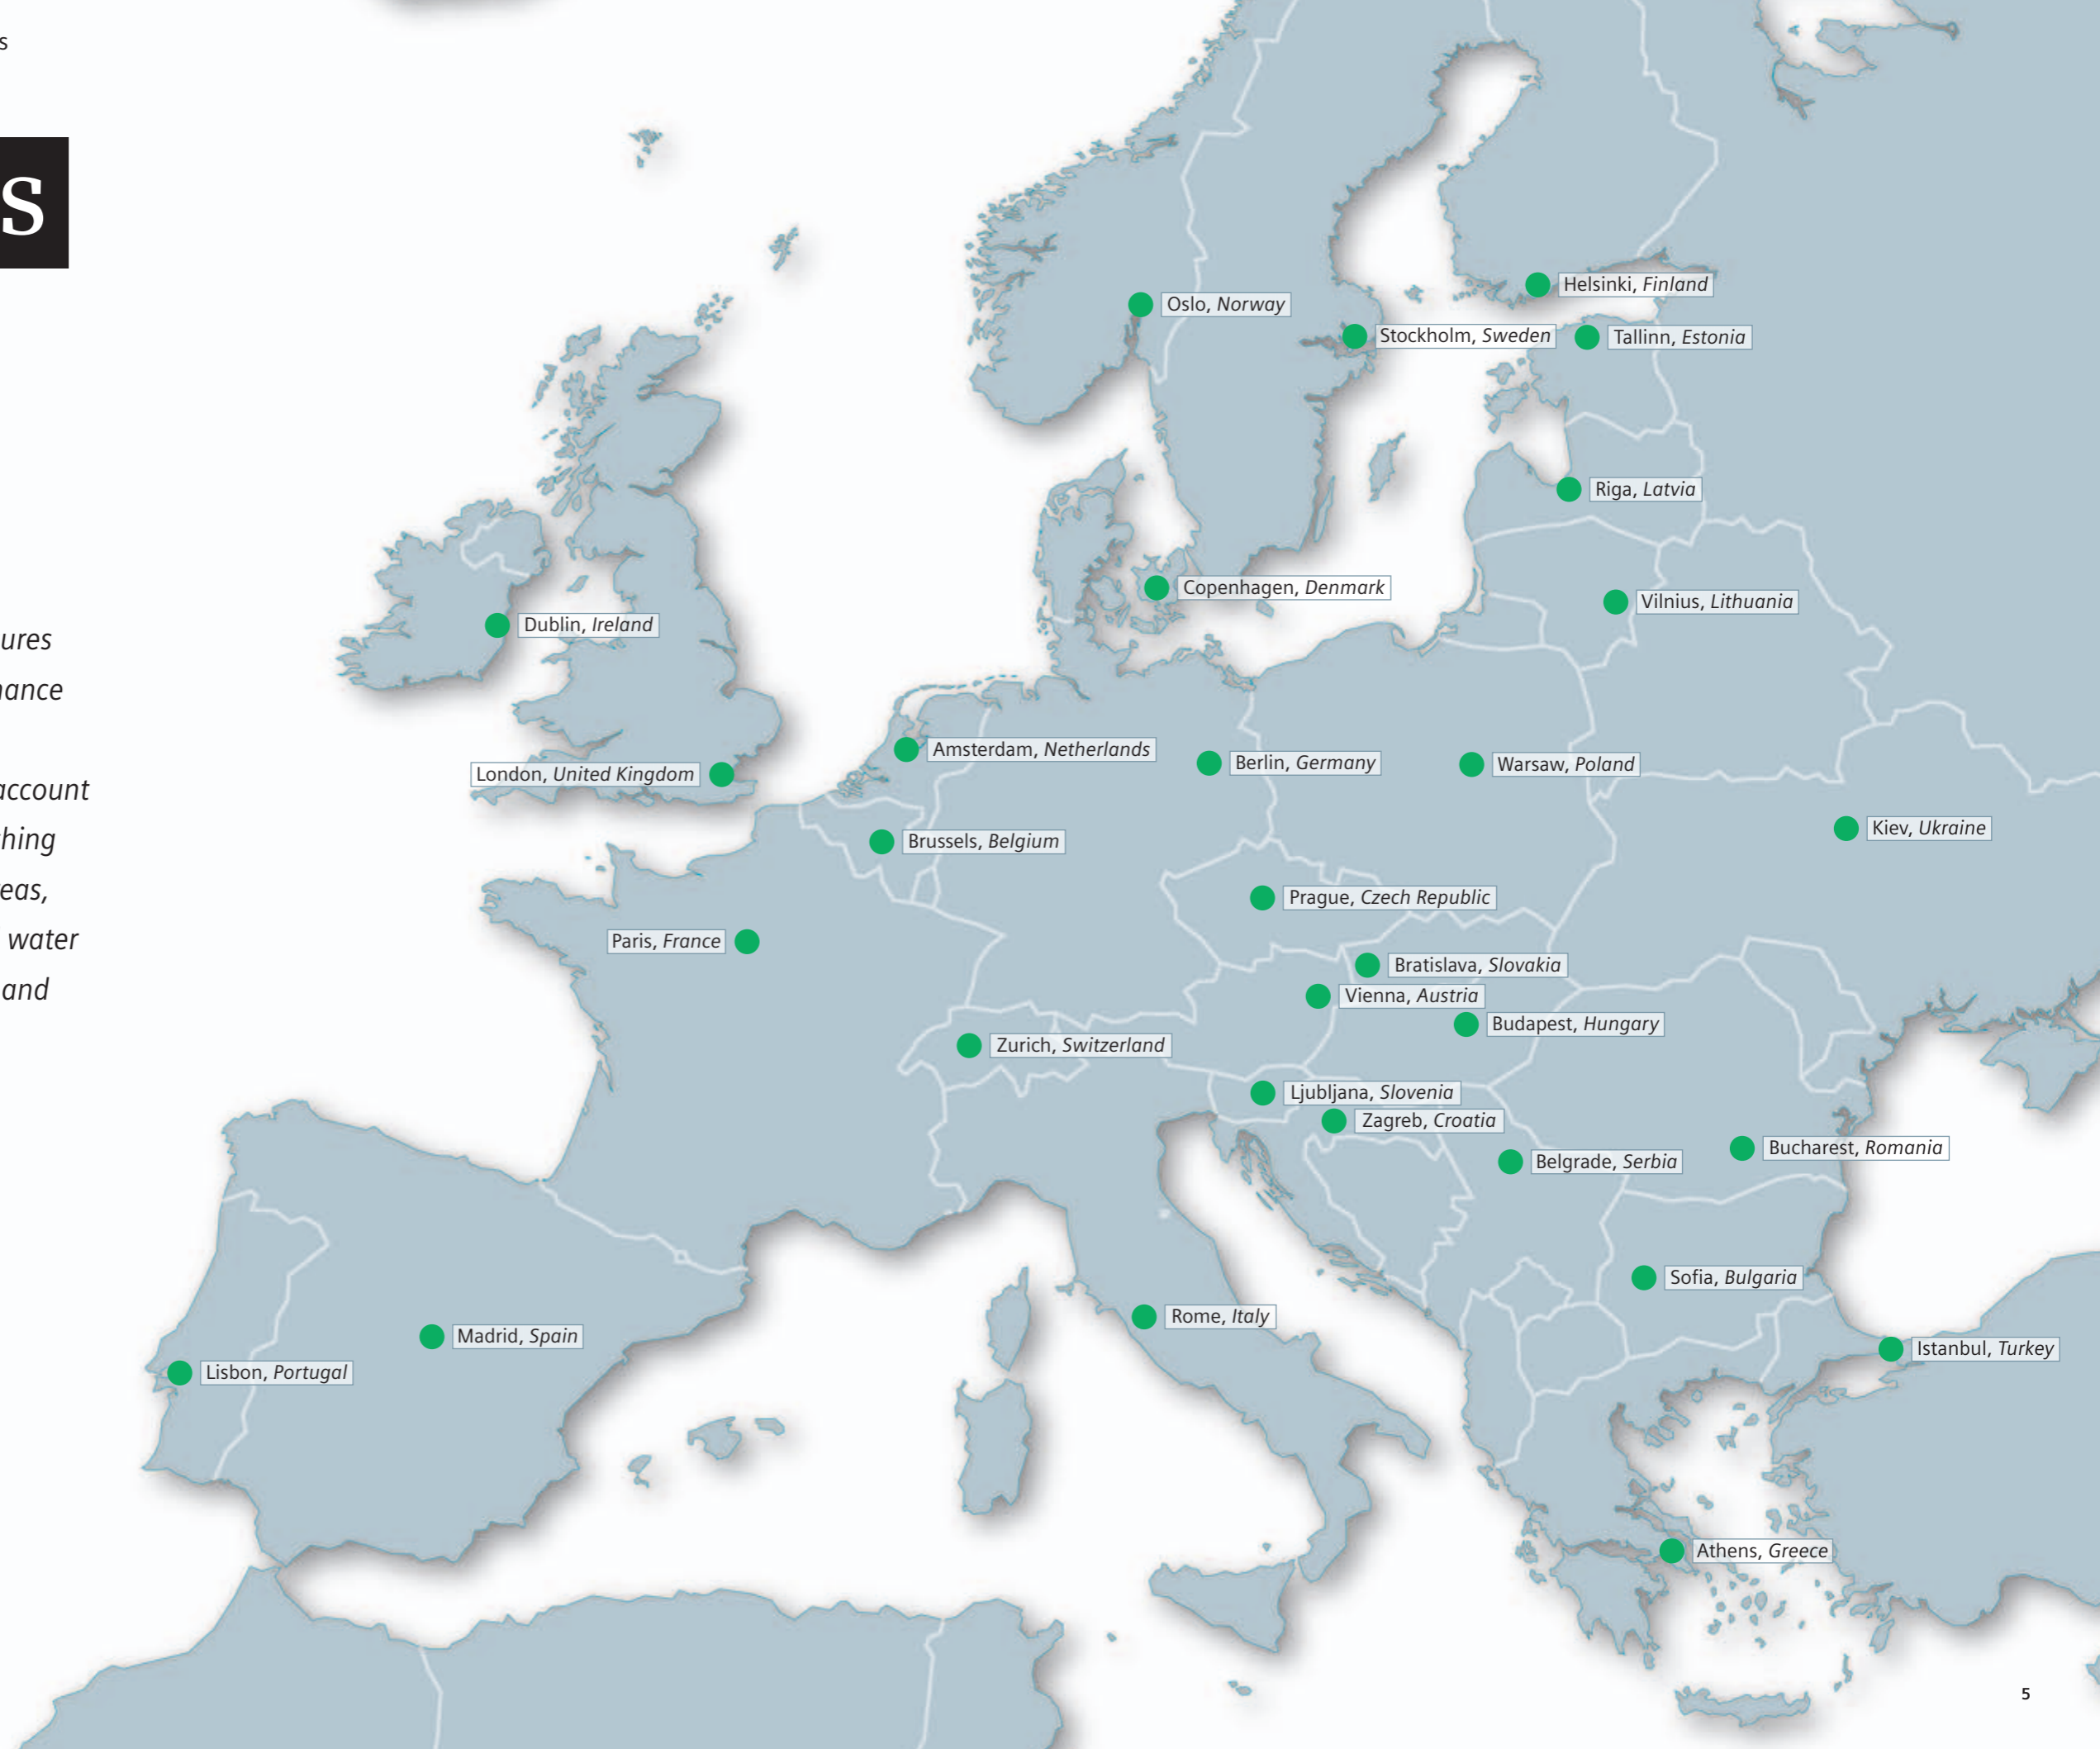 s
s
ures
nance
account
hing
eas,
water
and
Helsinki, Finland
Oslo, Norway
Stockholm, Sweden
Tallinn, Estonia
Riga, Latvia
Copenhagen, Denmark
Vilnius, Lithuania
Dublin, Ireland
Amsterdam, Netherlands
Berlin, Germany
Warsaw, Poland
London, United Kingdom
Kiev, Ukraine
Brussels, Belgium
Prague, Czech Republic
Paris, France
Bratislava, Slovakia
Vienna, Austria
Budapest, Hungary
Zurich, Switzerland
Ljubljana, Slovenia
Zagreb, Croatia
Bucharest, Romania
Belgrade, Serbia
Sofia, Bulgaria
Rome, Italy
Madrid, Spain
Istanbul, Turkey
Lisbon, Portugal
Athens, Greece
5